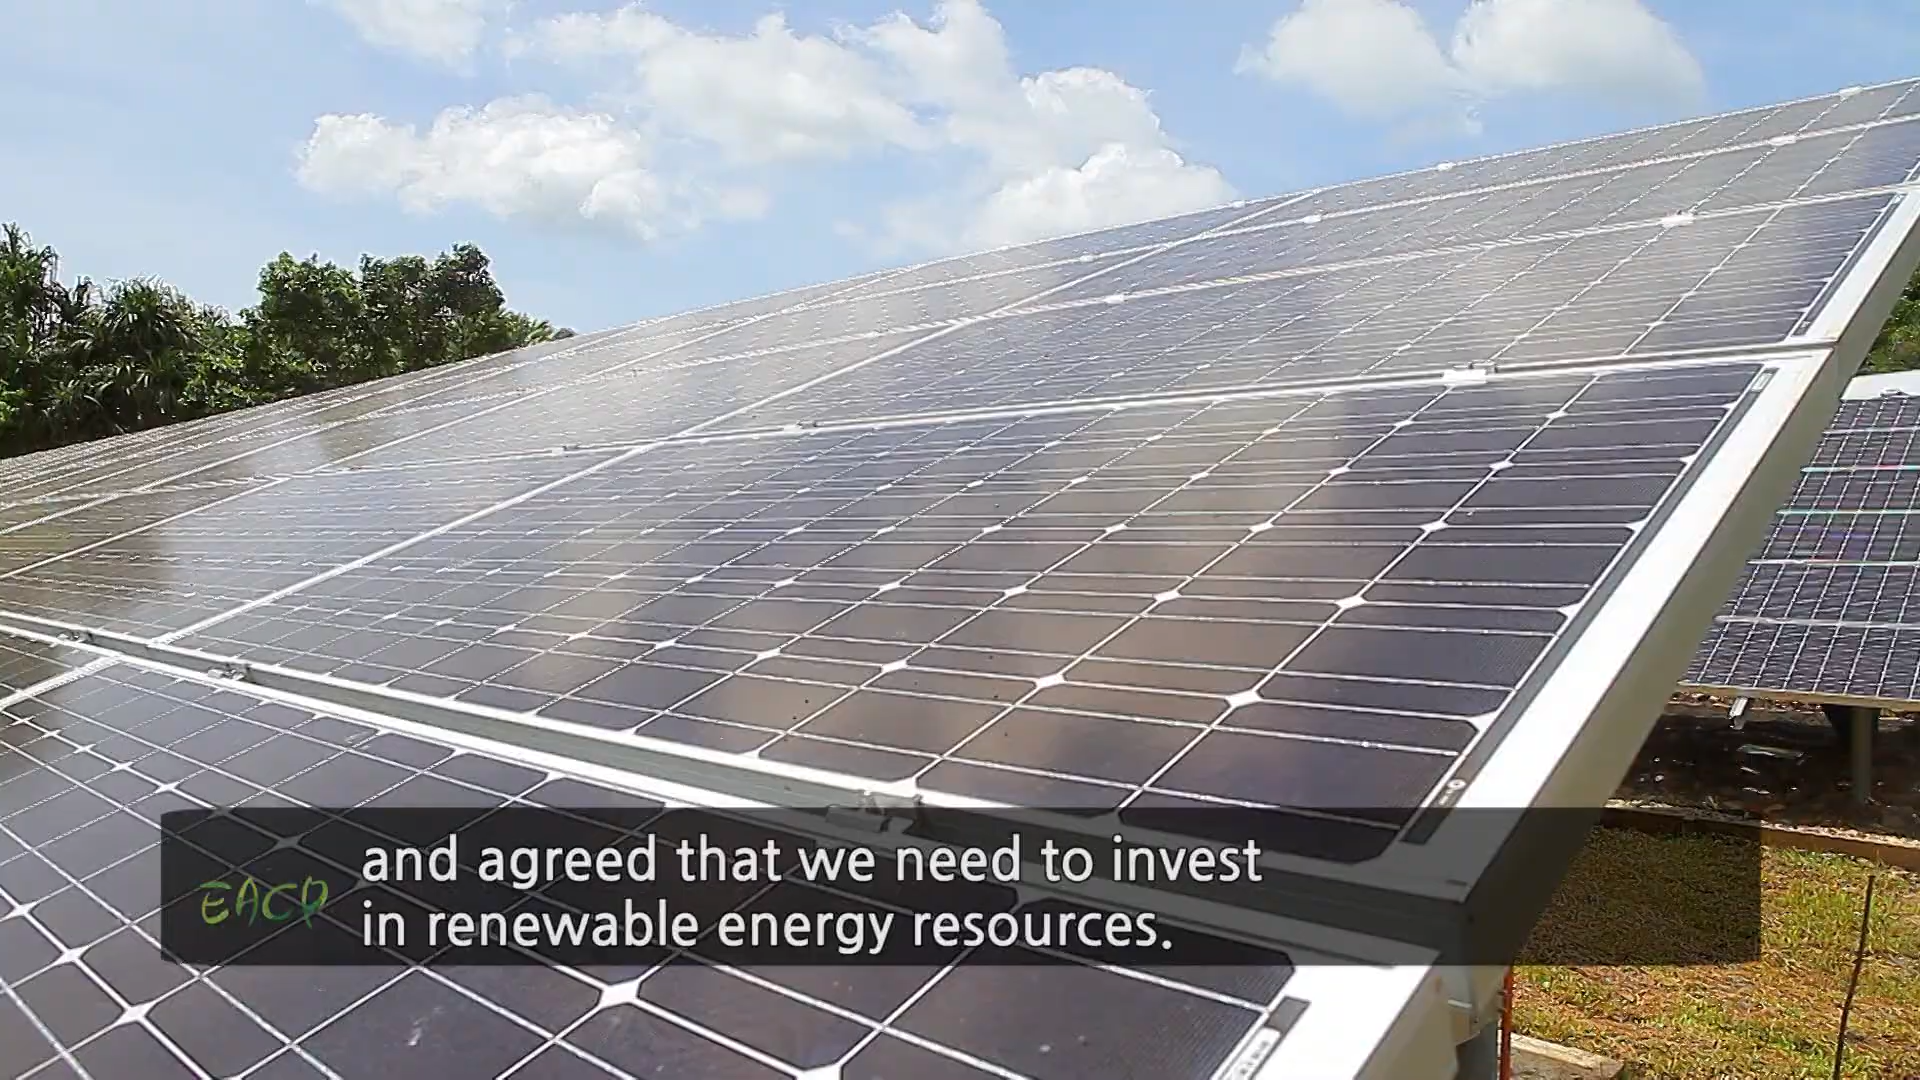 and agreed that we need to invest
EACP
in renewable energy resources.